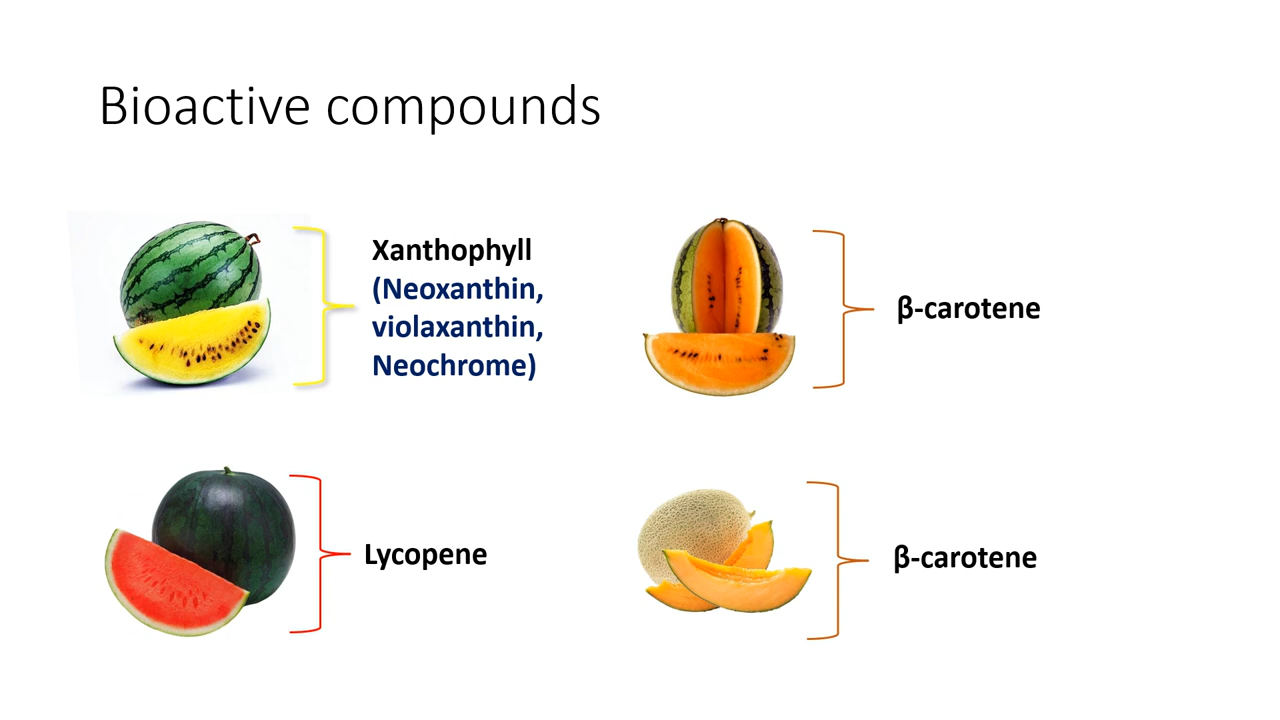 Bioactive compounds
Xanthophyll
(Neoxanthin,
violaxanthin,
Neochrome)
β-carotene
Lycopene
β-carotene